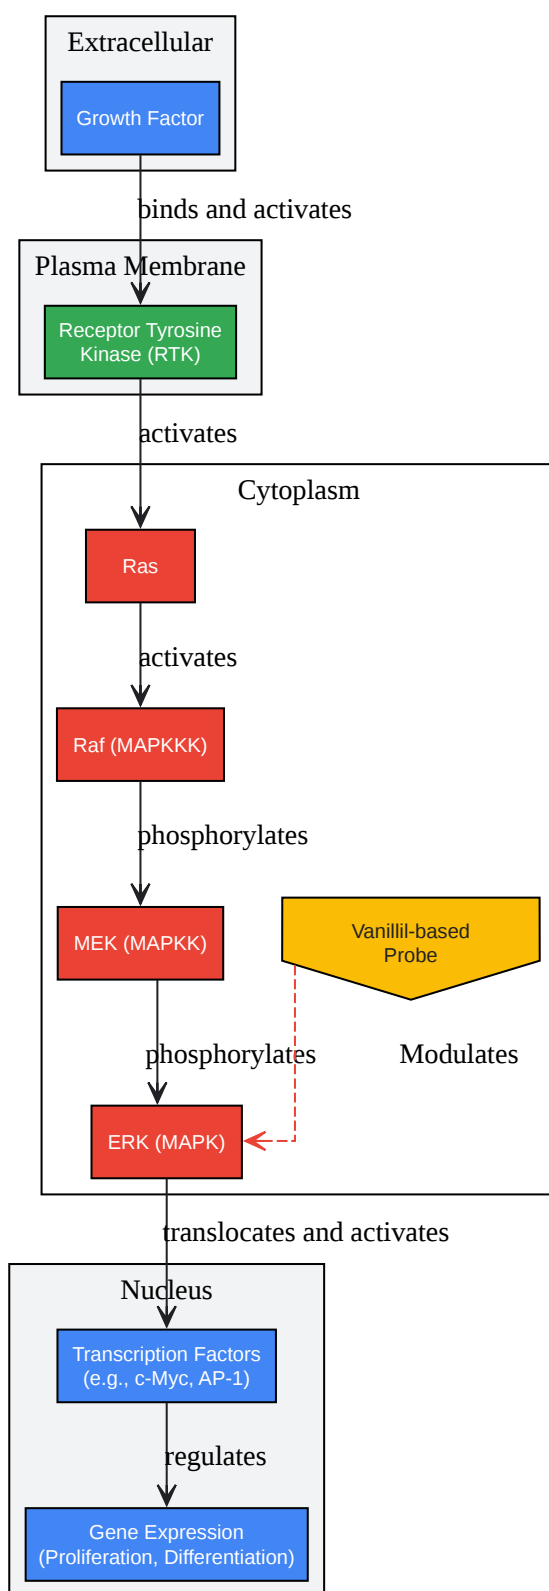 Extracellular
Growth Factor
binds and activates
Plasma Membrane
Receptor Tyrosine
Kinase (RTK)
activates
Cytoplasm
Ras
activates
Raf (MAPKKK)
phosphorylates
MEK (MAPKK)
Vanillil-based
Probe
phosphorylates
Modulates
ERK (MAPK)
translocates and activates
Nucleus
Transcription Factors
(e.g., c-Myc, AP-1)
regulates
Gene Expression
(Proliferation, Differentiation)